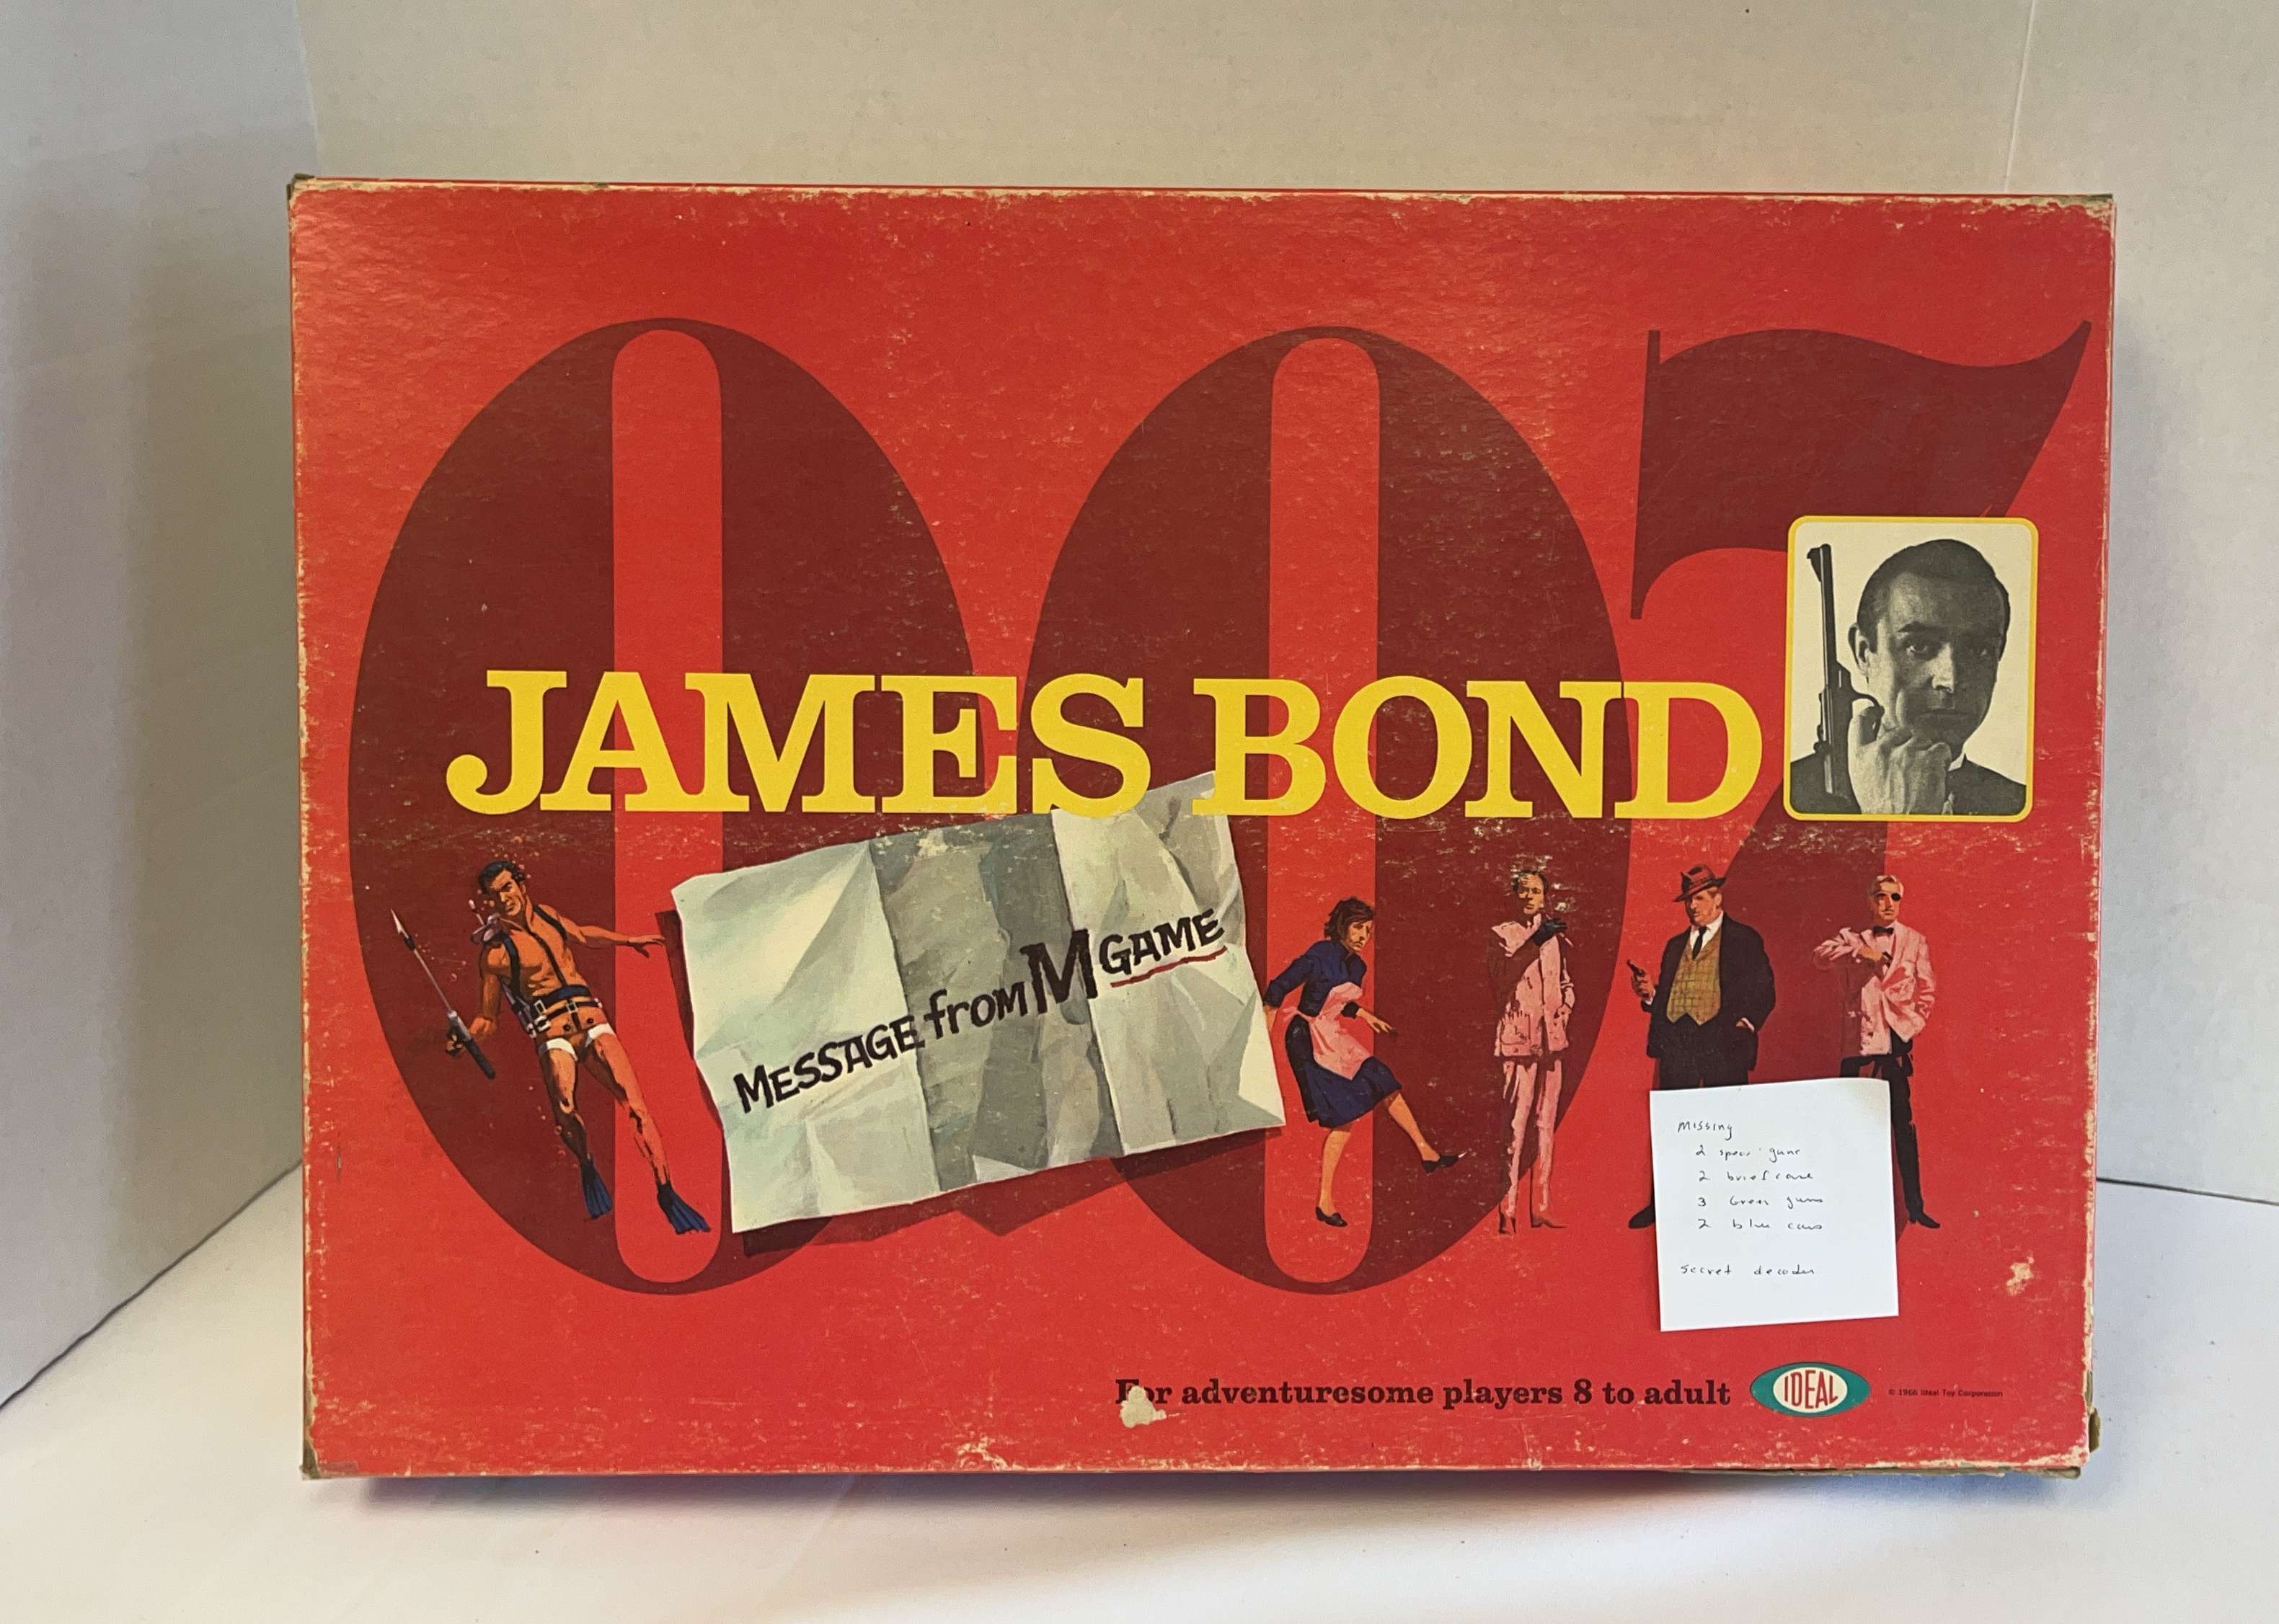 007
JAMES BOND
MESSAGE from M GAME
Missing
2 spear guns
2 briefcase
3 Green guns
2 blue cars
secret decoder
For adventuresome players 8 to adult
IDEAL
© 1966 Ideal Toy Corporation